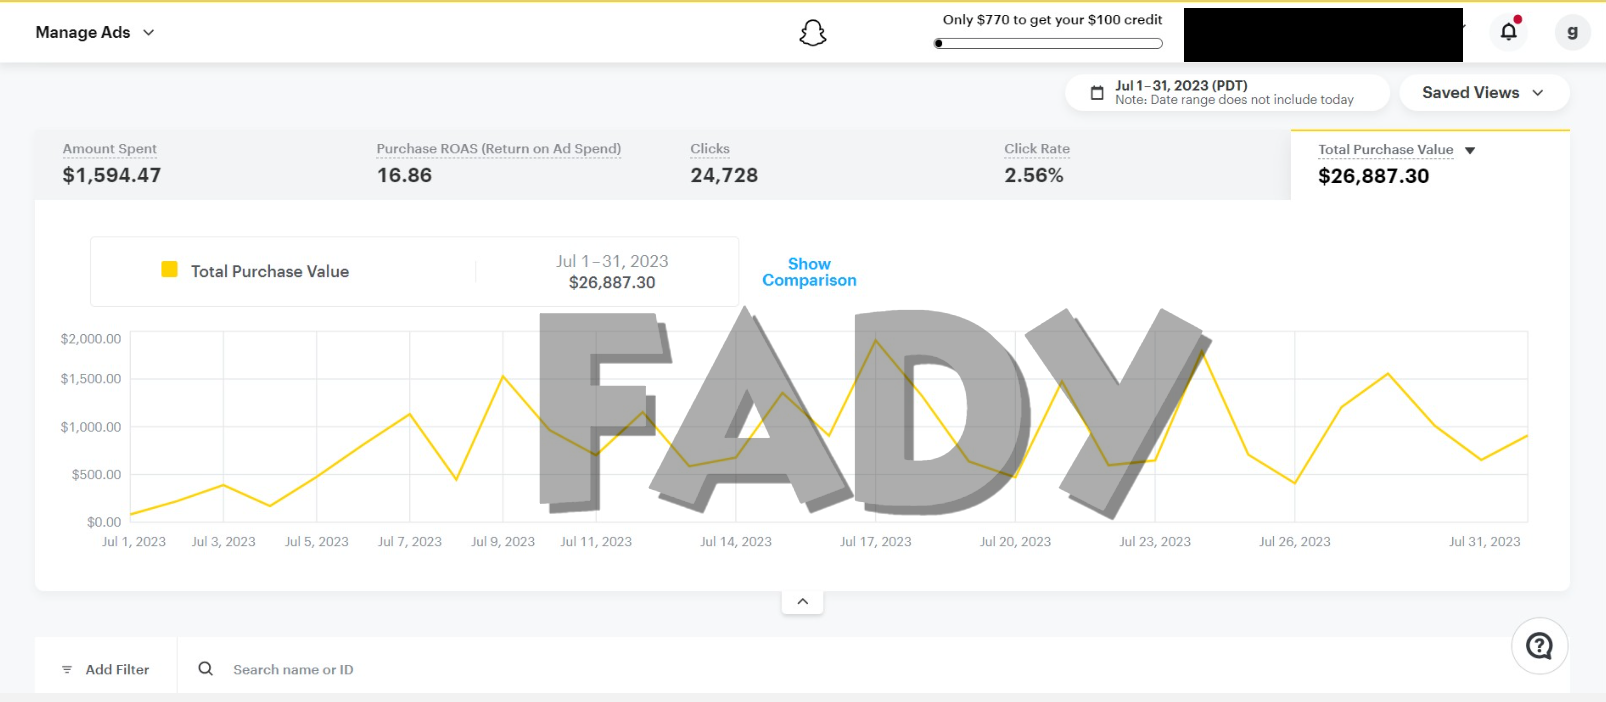 Manage Ads
Only $770 to get your $100 credit
g
Jul 1–31, 2023 (PDT)
Note: Date range does not include today
Saved Views
Amount Spent
$1,594.47
Purchase ROAS (Return on Ad Spend)
16.86
Clicks
24,728
Click Rate
2.56%
Total Purchase Value
$26,887.30
Total Purchase Value
Jul 1–31, 2023
$26,887.30
Show
Comparison
FADY
$2,000.00
$1,500.00
$1,000.00
$500.00
$0.00
Jul 1, 2023 Jul 3, 2023 Jul 5, 2023 Jul 7, 2023 Jul 9, 2023 Jul 11, 2023 Jul 14, 2023 Jul 17, 2023 Jul 20, 2023 Jul 23, 2023 Jul 26, 2023 Jul 31, 2023
Add Filter
Search name or ID